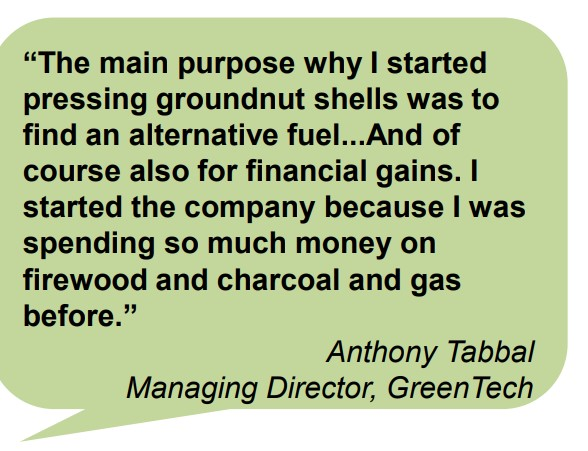 “The main purpose why I started
pressing groundnut shells was to
find an alternative fuel...And of
course also for financial gains. I
started the company because I was
spending so much money on
firewood and charcoal and gas
before.”
Anthony Tabbal
Managing Director, GreenTech